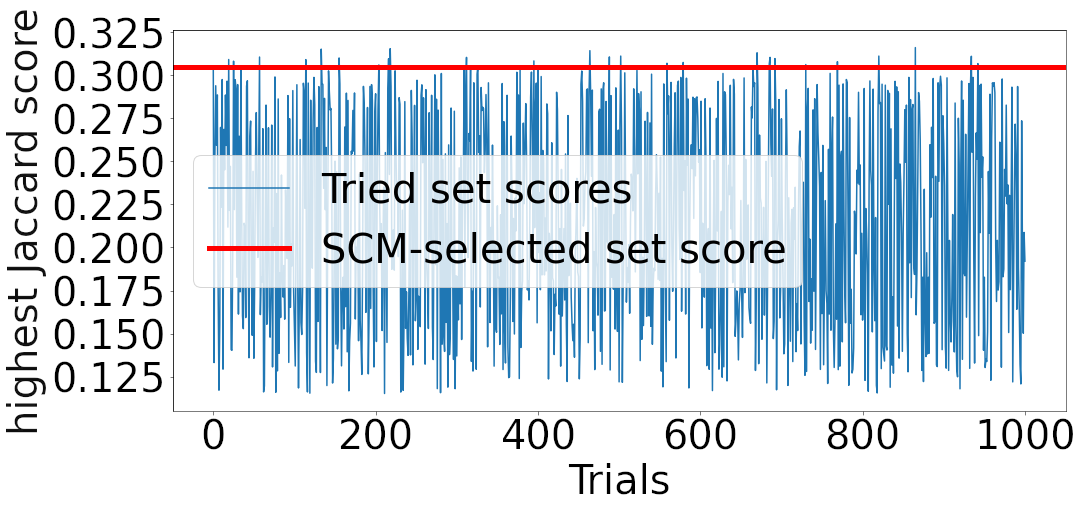 highest Jaccard score
0.325
0.300
0.275
0.250
0.225
0.200
0.175
0.150
0.125
Tried set scores
SCM-selected set score
0 200 400 600 800 1000
Trials